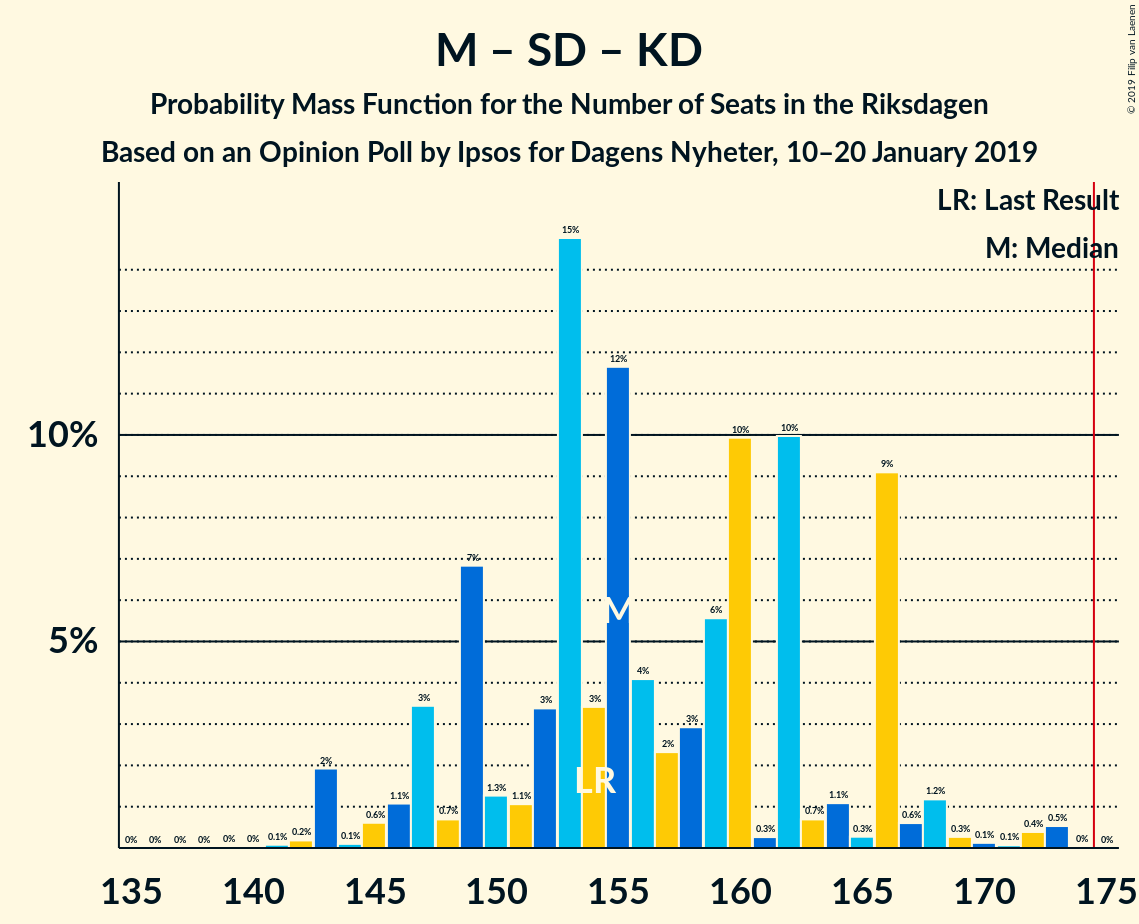 M – SD – KD
Probability Mass Function for the Number of Seats in the Riksdagen
Based on an Opinion Poll by Ipsos for Dagens Nyheter, 10–20 January 2019
© 2019 Filip van Laenen
LR: Last Result
M: Median
10%
5%
0% 0% 0% 0% 0% 0% 0.1% 0.2% 2% 0.1% 0.6% 1.1% 3% 0.7% 7% 1.3% 1.1% 3% 15% 3% 12% 4% 2% 3% 6% 10% 0.3% 10% 0.7% 1.1% 0.3% 9% 0.6% 1.2% 0.3% 0.1% 0.1% 0.4% 0.5% 0% 0%
M
LR
135 140 145 150 155 160 165 170 175